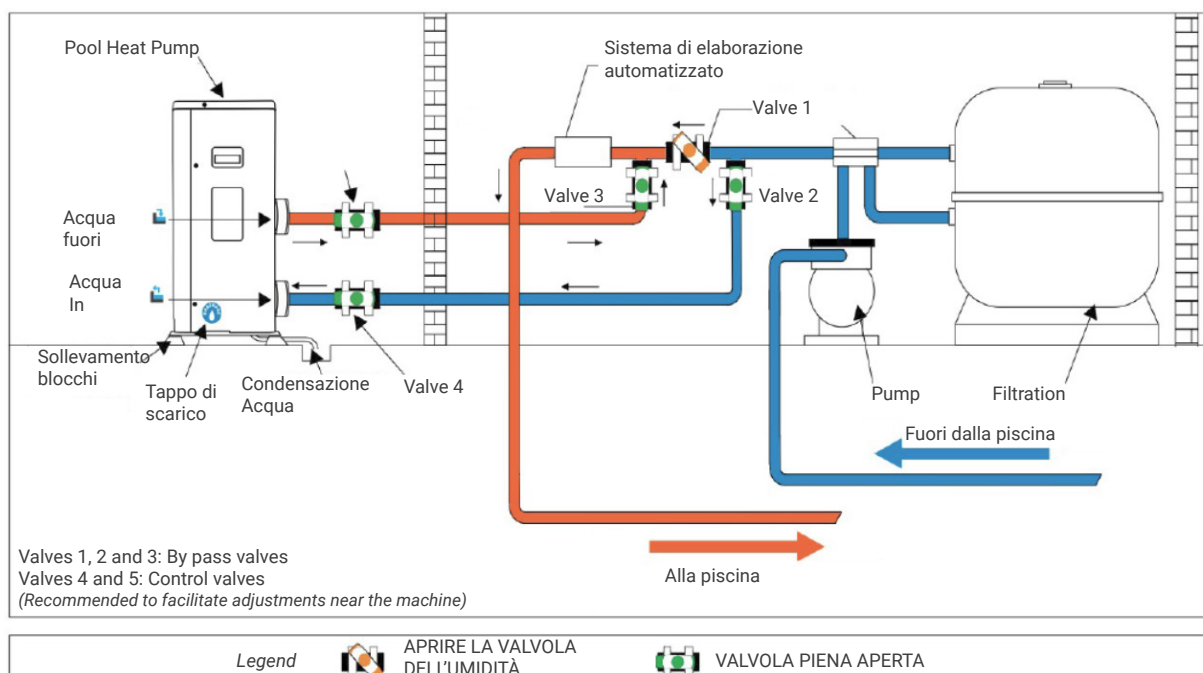 Pool Heat Pump
Sistema di elaborazione
automatizzato
Valve 1
Valve 3
Valve 2
Acqua
fuori
Acqua
In
Sollevamento
blocchi
Tappo di
scarico
Condensazione
Acqua
Valve 4
Pump
Filtration
Fuori dalla piscina
Alla piscina
Valves 1, 2 and 3: By pass valves
Valves 4 and 5: Control valves
(Recommended to facilitate adjustments near the machine)
Legend
APRIRE LA VALVOLA
DELL'UMIDITÀ
VALVOLA PIENA APERTA